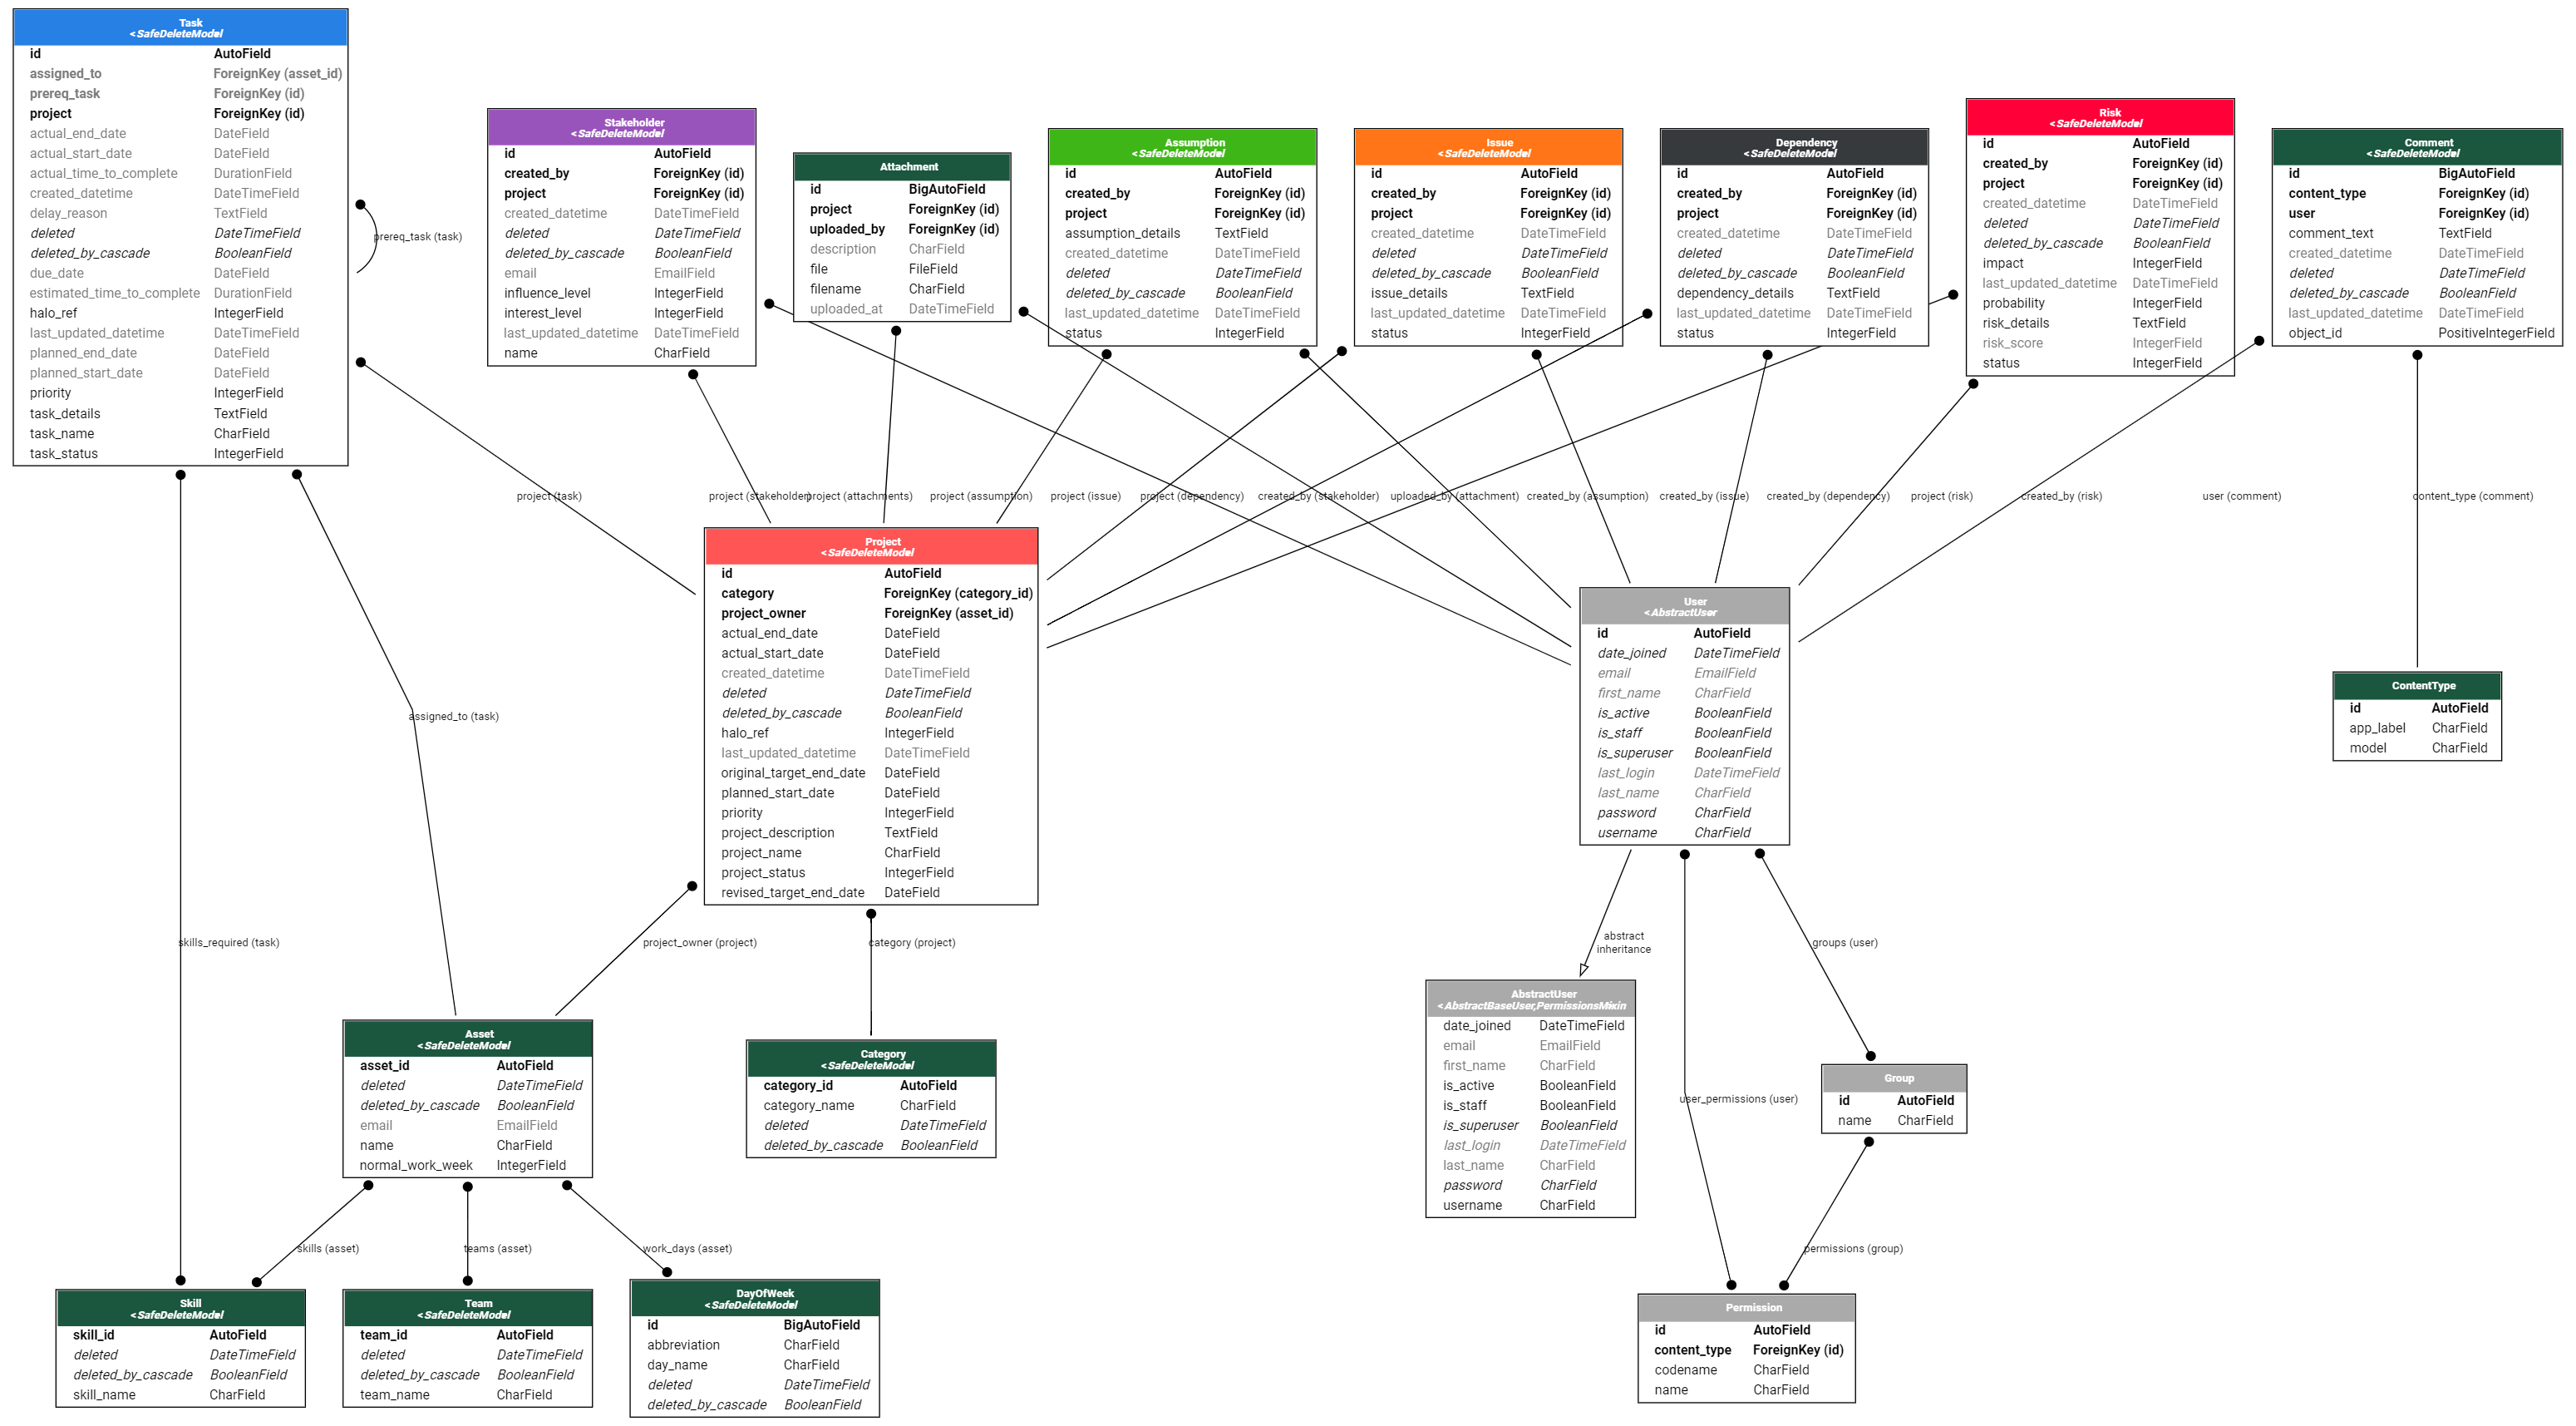 Task
<SafeDeleteModel
id AutoField
assigned_to ForeignKey (asset_id)
prereq_task ForeignKey (id)
project ForeignKey (id)
actual_end_date DateField
actual_start_date DateField
actual_time_to_complete DurationField
created_datetime DateTimeField
delay_reason TextField
deleted DateTimeField
deleted_by_cascade BooleanField
due_date DateField
estimated_time_to_complete DurationField
halo_ref IntegerField
last_updated_datetime DateTimeField
planned_end_date DateField
planned_start_date DateField
priority IntegerField
task_details TextField
task_name CharField
task_status IntegerField
prereq_task (task)
Stakeholder
<SafeDeleteModel
id AutoField
created_by ForeignKey (id)
project ForeignKey (id)
created_datetime DateTimeField
deleted DateTimeField
deleted_by_cascade BooleanField
email EmailField
influence_level IntegerField
interest_level IntegerField
last_updated_datetime DateTimeField
name CharField
Attachment
id BigAutoField
project ForeignKey (id)
uploaded_by ForeignKey (id)
description CharField
file FileField
filename CharField
uploaded_at DateTimeField
Assumption
<SafeDeleteModel
id AutoField
created_by ForeignKey (id)
project ForeignKey (id)
assumption_details TextField
created_datetime DateTimeField
deleted DateTimeField
deleted_by_cascade BooleanField
last_updated_datetime DateTimeField
status IntegerField
Issue
<SafeDeleteModel
id AutoField
created_by ForeignKey (id)
project ForeignKey (id)
created_datetime DateTimeField
deleted DateTimeField
deleted_by_cascade BooleanField
issue_details TextField
last_updated_datetime DateTimeField
status IntegerField
Dependency
<SafeDeleteModel
id AutoField
created_by ForeignKey (id)
project ForeignKey (id)
created_datetime DateTimeField
deleted DateTimeField
deleted_by_cascade BooleanField
dependency_details TextField
last_updated_datetime DateTimeField
status IntegerField
Risk
<SafeDeleteModel
id AutoField
created_by ForeignKey (id)
project ForeignKey (id)
created_datetime DateTimeField
deleted DateTimeField
deleted_by_cascade BooleanField
impact IntegerField
last_updated_datetime DateTimeField
probability IntegerField
risk_details TextField
risk_score IntegerField
status IntegerField
Comment
<SafeDeleteModel
id BigAutoField
content_type ForeignKey (id)
user ForeignKey (id)
comment_text TextField
created_datetime DateTimeField
deleted DateTimeField
deleted_by_cascade BooleanField
last_updated_datetime DateTimeField
object_id PositiveIntegerField
project (task)
project (stakeholder)
project (attachments)
project (assumption)
project (issue)
project (dependency)
created_by (stakeholder)
uploaded_by (attachment)
created_by (assumption)
created_by (issue)
created_by (dependency)
project (risk)
created_by (risk)
user (comment)
content_type (comment)
Project
<SafeDeleteModel
id AutoField
category ForeignKey (category_id)
project_owner ForeignKey (asset_id)
actual_end_date DateField
actual_start_date DateField
created_datetime DateTimeField
deleted DateTimeField
deleted_by_cascade BooleanField
halo_ref IntegerField
last_updated_datetime DateTimeField
original_target_end_date DateField
planned_start_date DateField
priority IntegerField
project_description TextField
project_name CharField
project_status IntegerField
revised_target_end_date DateField
User
<AbstractUser
id AutoField
date_joined DateTimeField
email EmailField
first_name CharField
is_active BooleanField
is_staff BooleanField
is_superuser BooleanField
last_login DateTimeField
last_name CharField
password CharField
username CharField
ContentType
id AutoField
app_label CharField
model CharField
assigned_to (task)
skills_required (task)
project_owner (project)
category (project)
abstract
inheritance
groups (user)
Asset
<SafeDeleteModel
asset_id AutoField
deleted DateTimeField
deleted_by_cascade BooleanField
email EmailField
name CharField
normal_work_week IntegerField
Category
<SafeDeleteModel
category_id AutoField
category_name CharField
deleted DateTimeField
deleted_by_cascade BooleanField
AbstractUser
<AbstractBaseUser,PermissionsMixin
date_joined DateTimeField
email EmailField
first_name CharField
is_active BooleanField
is_staff BooleanField
is_superuser BooleanField
last_login DateTimeField
last_name CharField
password CharField
username CharField
user_permissions (user)
Group
id AutoField
name CharField
skills (asset)
teams (asset)
work_days (asset)
permissions (group)
Skill
<SafeDeleteModel
skill_id AutoField
deleted DateTimeField
deleted_by_cascade BooleanField
skill_name CharField
Team
<SafeDeleteModel
team_id AutoField
deleted DateTimeField
deleted_by_cascade BooleanField
team_name CharField
DayOfWeek
<SafeDeleteModel
id BigAutoField
abbreviation CharField
day_name CharField
deleted DateTimeField
deleted_by_cascade BooleanField
Permission
id AutoField
content_type ForeignKey (id)
codename CharField
name CharField